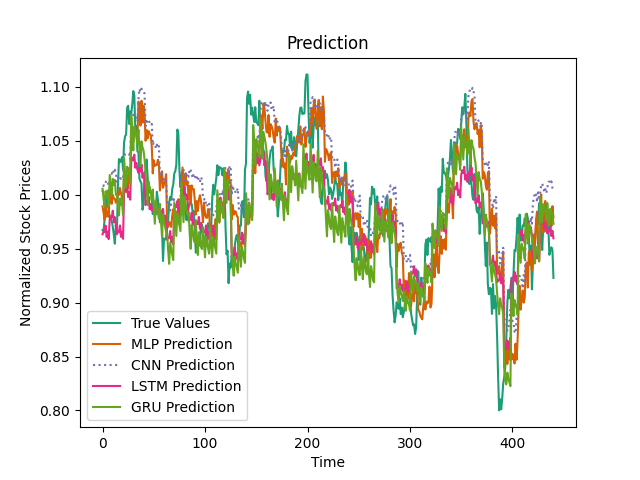 Prediction
Normalized Stock Prices
1.10
1.05
1.00
0.95
0.90
0.85
0.80
True Values
MLP Prediction
CNN Prediction
LSTM Prediction
GRU Prediction
0
100
200
300
400
Time